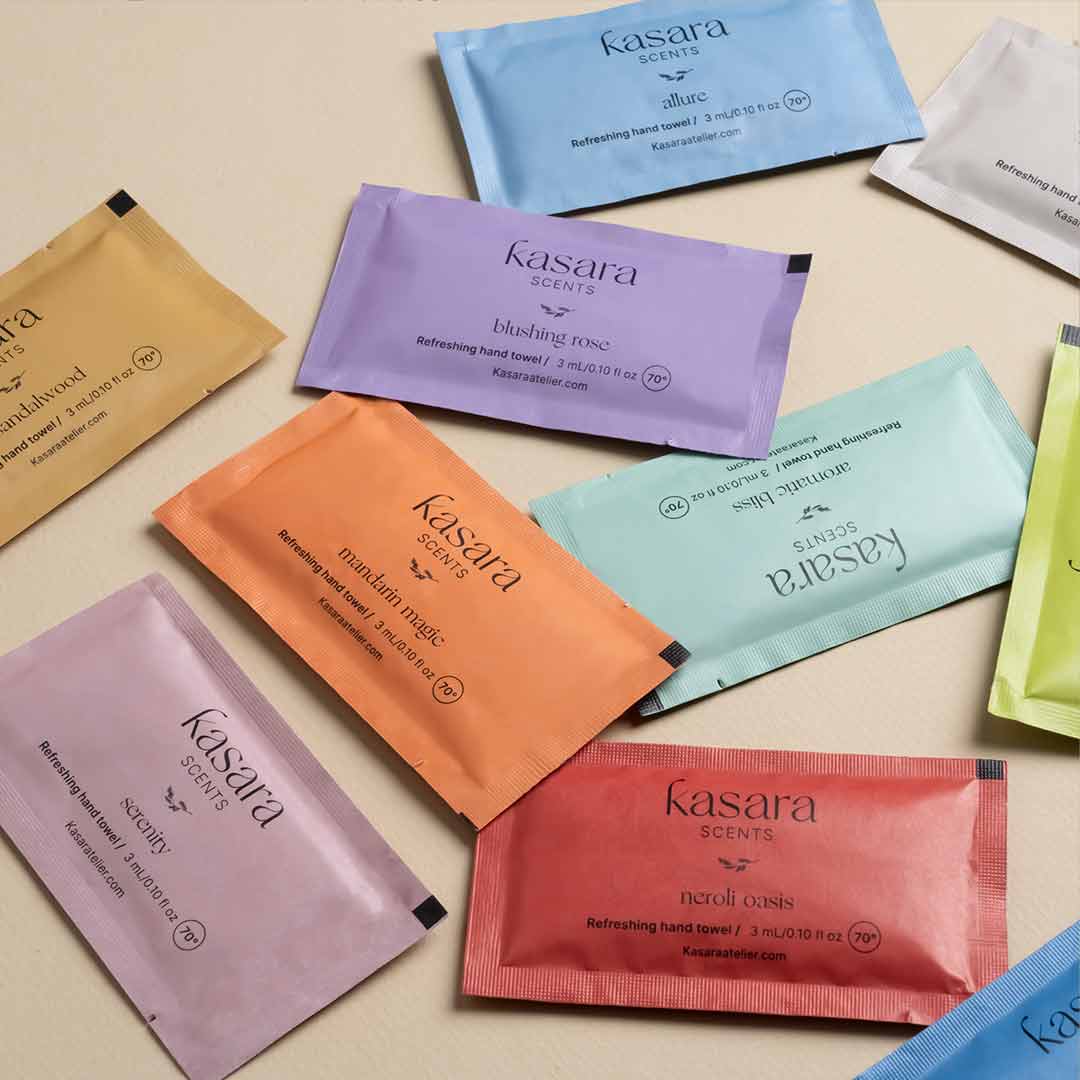 kasara
SCENTS
allure
Refreshing hand towel / 3 mL/0.10 fl oz 70°
Kasaraatelier.com
Refreshing hand
kasara
SCENTS
blushing rose
Refreshing hand towel / 3 mL/0.10 fl oz 70°
Kasaraatelier.com
sandalwood
hand towel / 3 mL/0.10 fl oz 70°
Kasaraatelier.com
kasara
SCENTS
aromatic bliss
Refreshing hand towel / 3 mL/0.10 fl oz 70°
kasara
SCENTS
mandarin magic
Refreshing hand towel / 3 mL/0.10 fl oz 70°
Kasaraatelier.com
kasara
SCENTS
serenity
Refreshing hand towel / 3 mL/0.10 fl oz 70°
Kasaraatelier.com
kasara
SCENTS
neroli oasis
Refreshing hand towel / 3 mL/0.10 fl oz 70°
Kasaraatelier.com